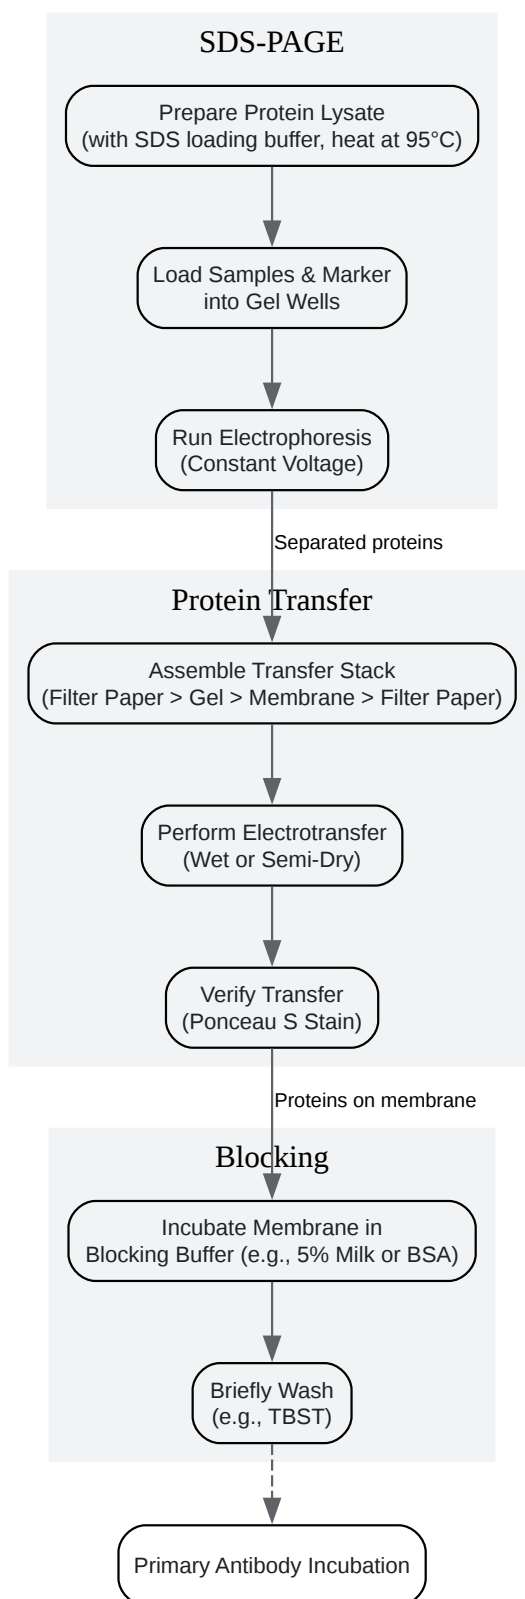 SDS-PAGE
Prepare Protein Lysate
(with SDS loading buffer, heat at 95°C)
Load Samples & Marker
into Gel Wells
Run Electrophoresis
(Constant Voltage)
Separated proteins
Protein Transfer
Assemble Transfer Stack
(Filter Paper > Gel > Membrane > Filter Paper)
Perform Electrotransfer
(Wet or Semi-Dry)
Verify Transfer
(Ponceau S Stain)
Proteins on membrane
Blocking
Incubate Membrane in
Blocking Buffer (e.g., 5% Milk or BSA)
Briefly Wash
(e.g., TBST)
Primary Antibody Incubation